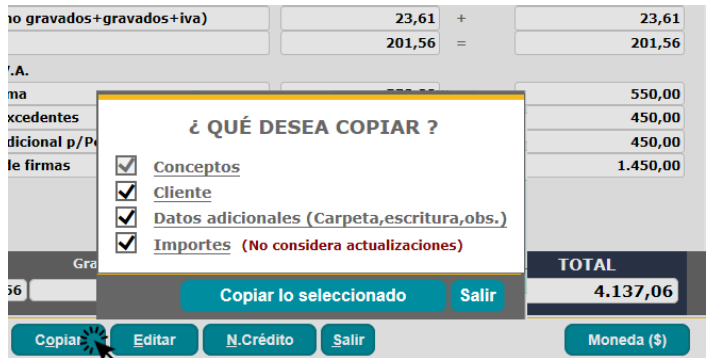 no gravados+gravados+iva) 23,61 + 23,61
201,56 = 201,56
.A.
550,00
xcedentes 450,00
dicional 450,00
le firmas 1.450,00
¿ QUÉ DESEA COPIAR ?
Conceptos
Cliente
Datos adicionales (Carpeta,escritura,obs.)
Importes (No considera actualizaciones)
Copiar lo seleccionado Salir
Gra TOTAL
56 4.137,06
Copiar Editar N.Crédito Salir Moneda ($)